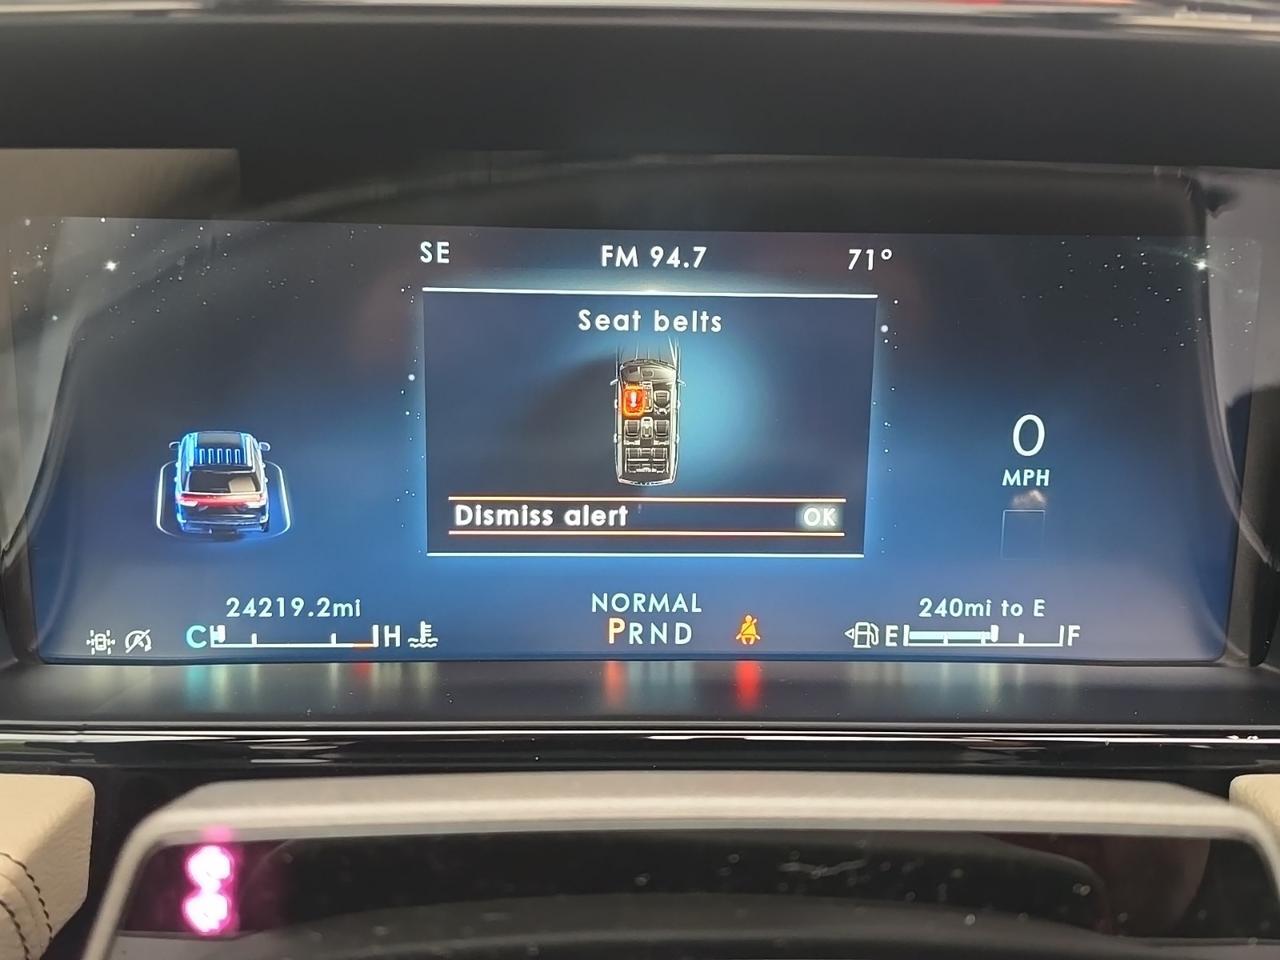 SE FM 94.7 71°
Seat belts
Dismiss alert OK
0
MPH
24219.2mi NORMAL 240mi to E
C H PRND E F